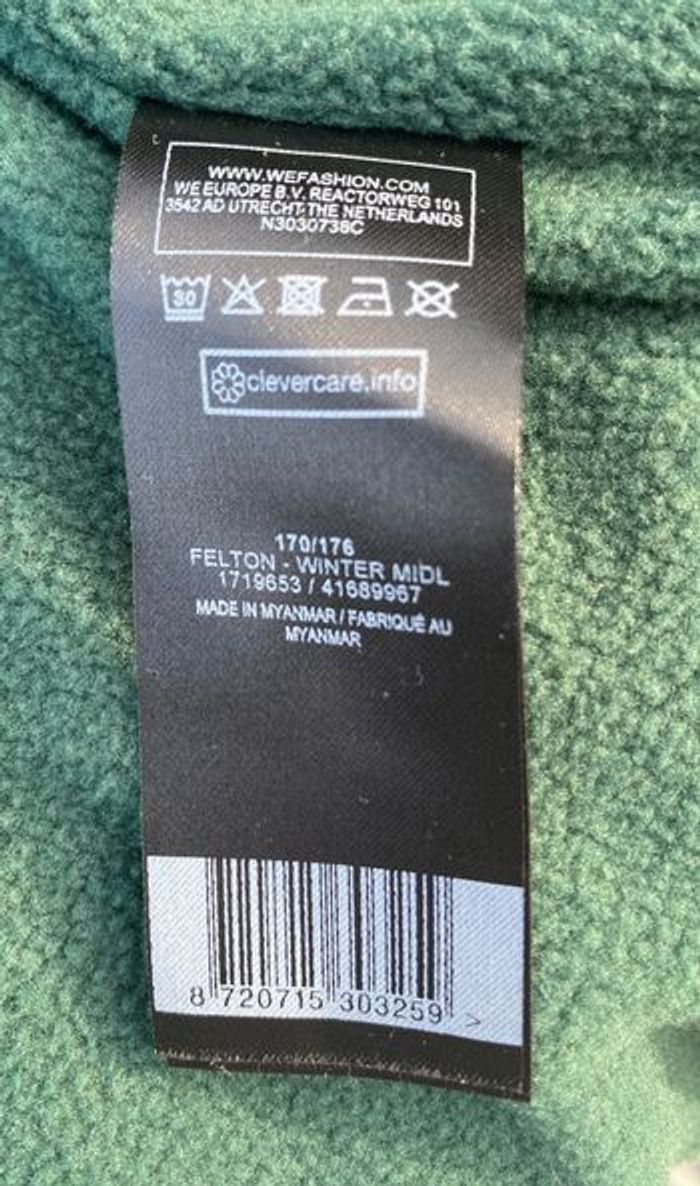 WWW.WEFASHION.COM
WE EUROPE B.V. REACTORWEG 101
3542 AD UTRECHT-THE NETHERLANDS
N3030738C
30
clevercare.info
170/176
FELTON - WINTER MIDL
1719653 / 41689967
MADE IN MYANMAR / FABRIQUÉ AU
MYANMAR
8 720715 303259 >